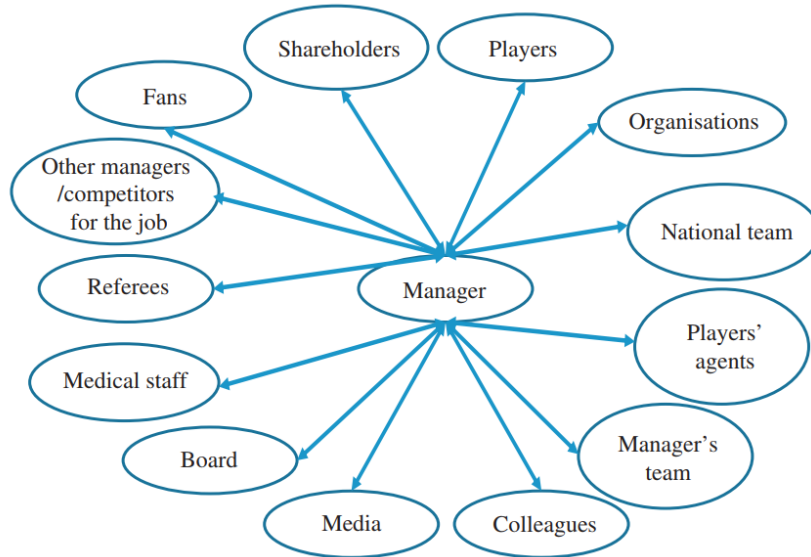 Shareholders
Players
Fans
Organisations
Other managers
/competitors
for the job
National team
Referees
Manager
Players’
agents
Medical staff
Manager’s
team
Board
Media
Colleagues